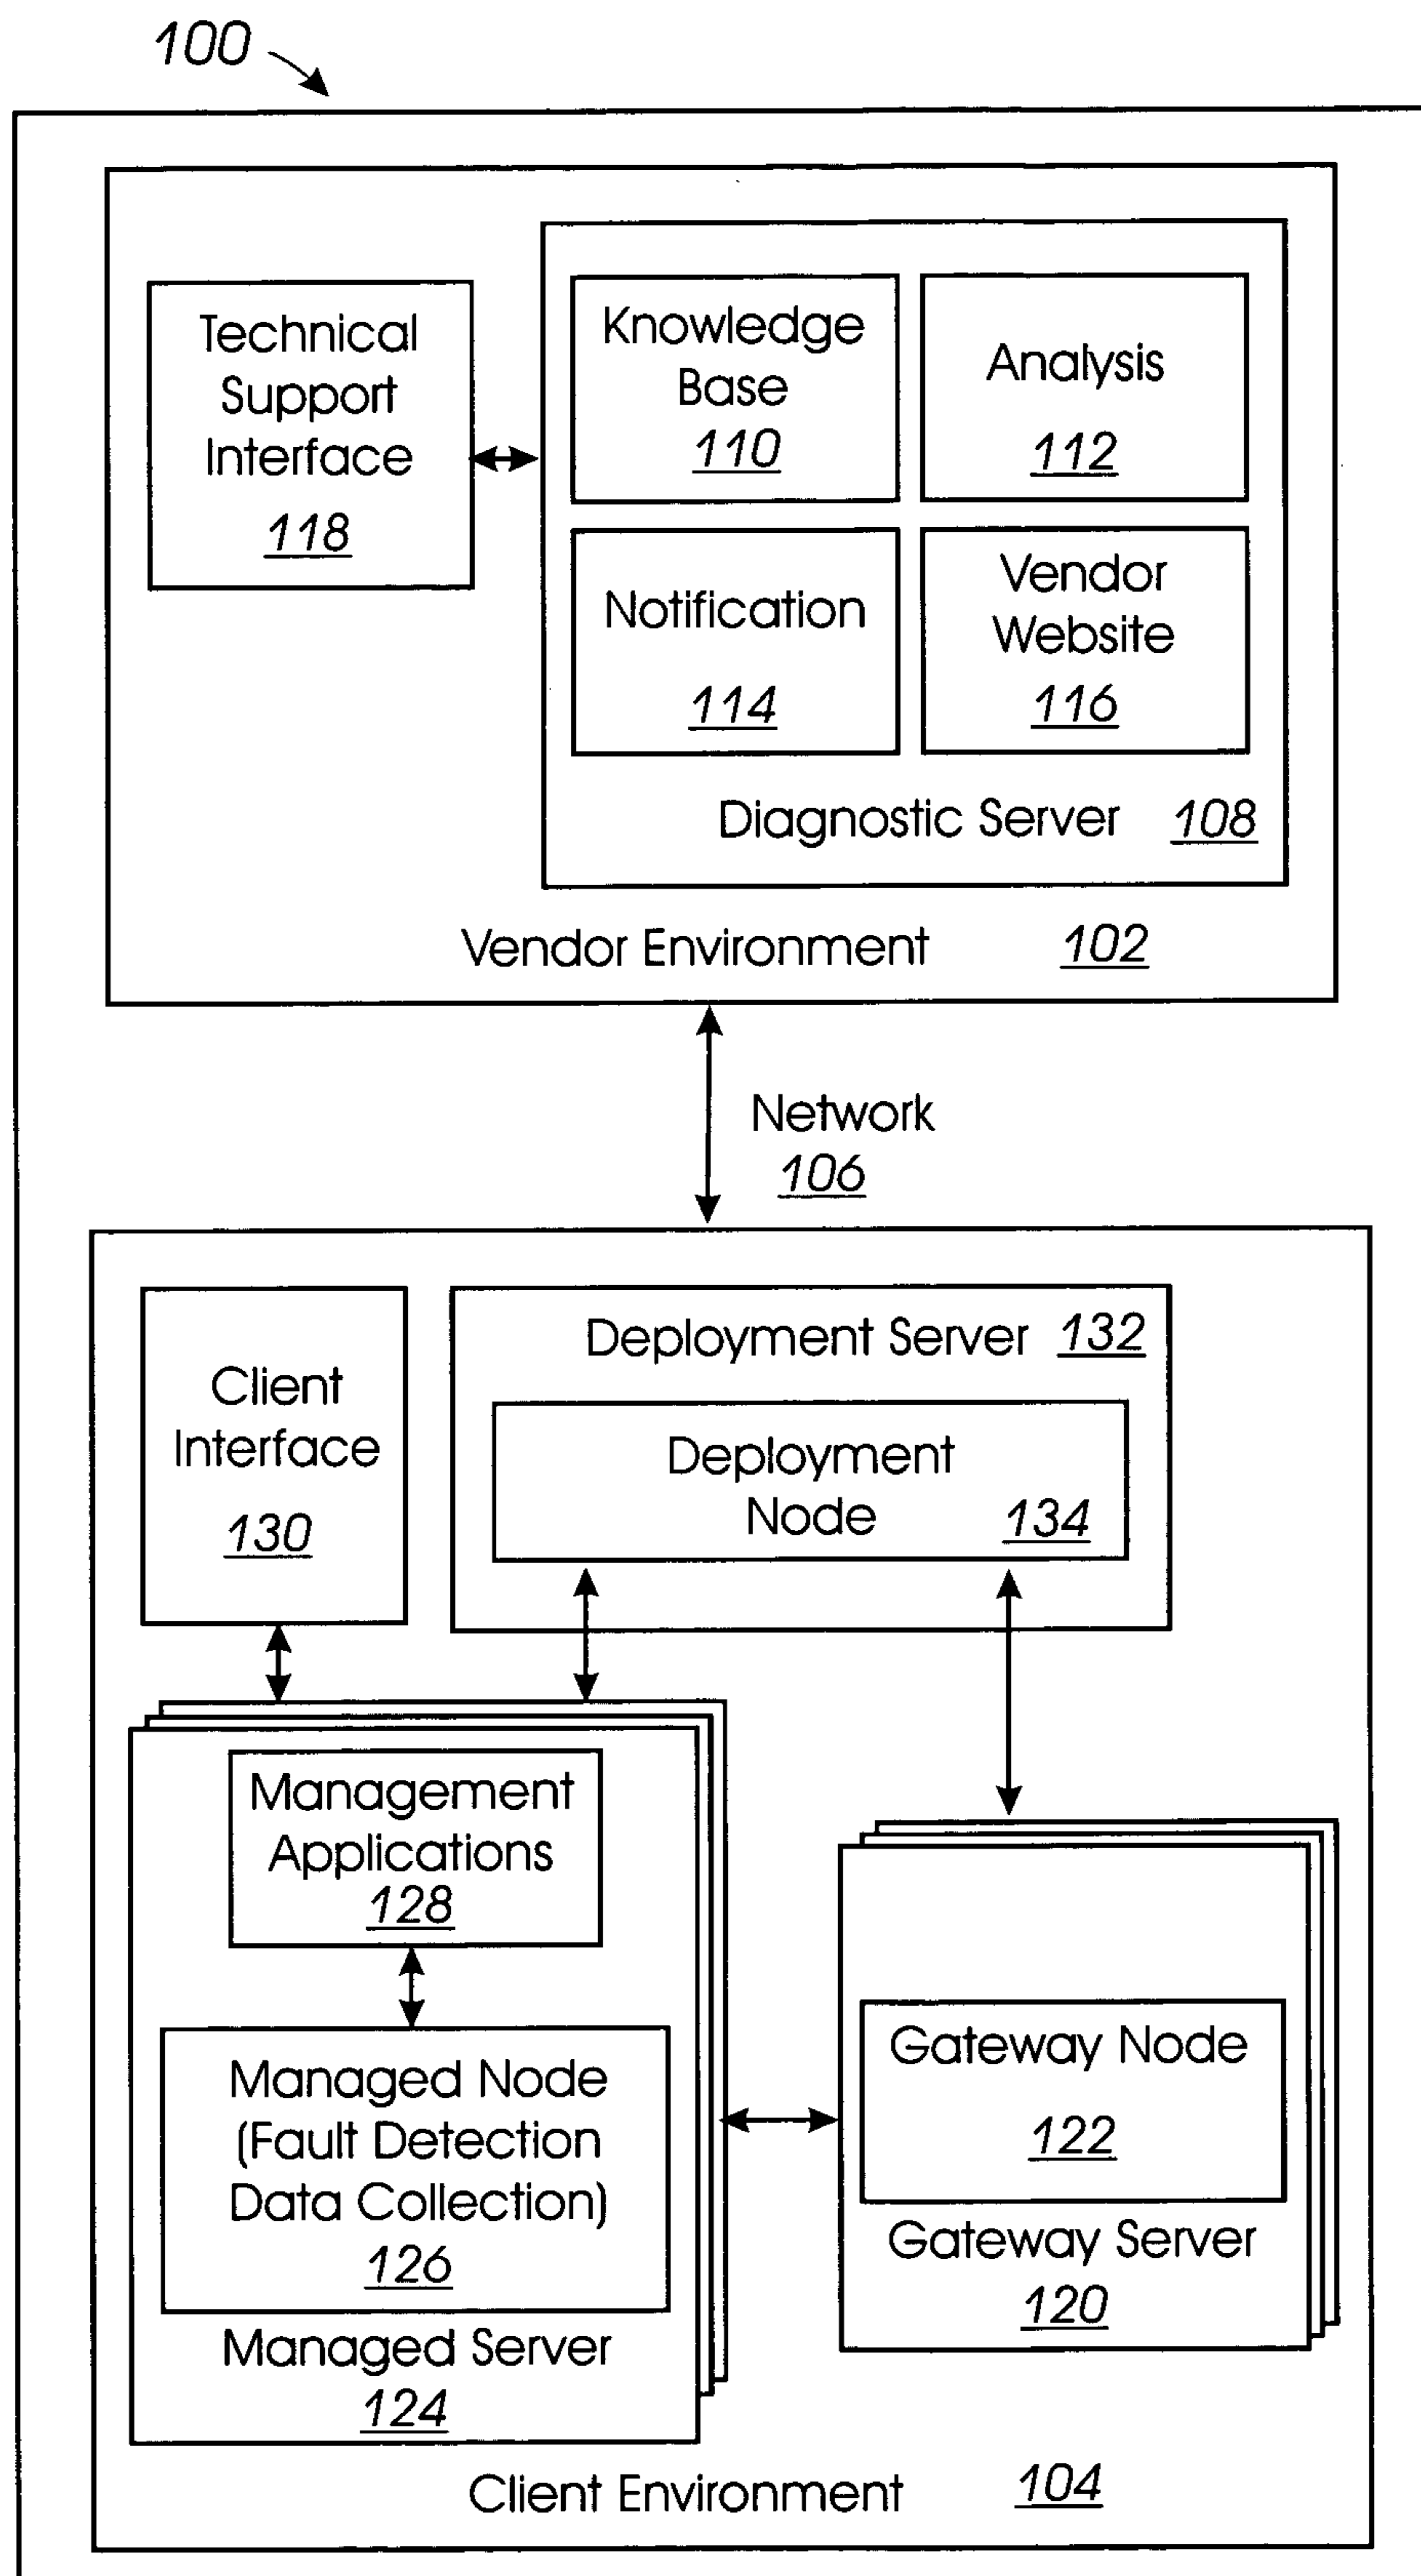 100
Technical
Support
Interface
118
Knowledge
Base
110
Analysis
112
Notification
114
Vendor
Website
116
Diagnostic Server 108
Vendor Environment 102
Network
106
Client
Interface
130
Deployment Server 132
Deployment
Node 134
Management
Applications
128
Managed Node
(Fault Detection
Data Collection)
126
Managed Server
124
Gateway Node
122
Gateway Server
120
Client Environment 104